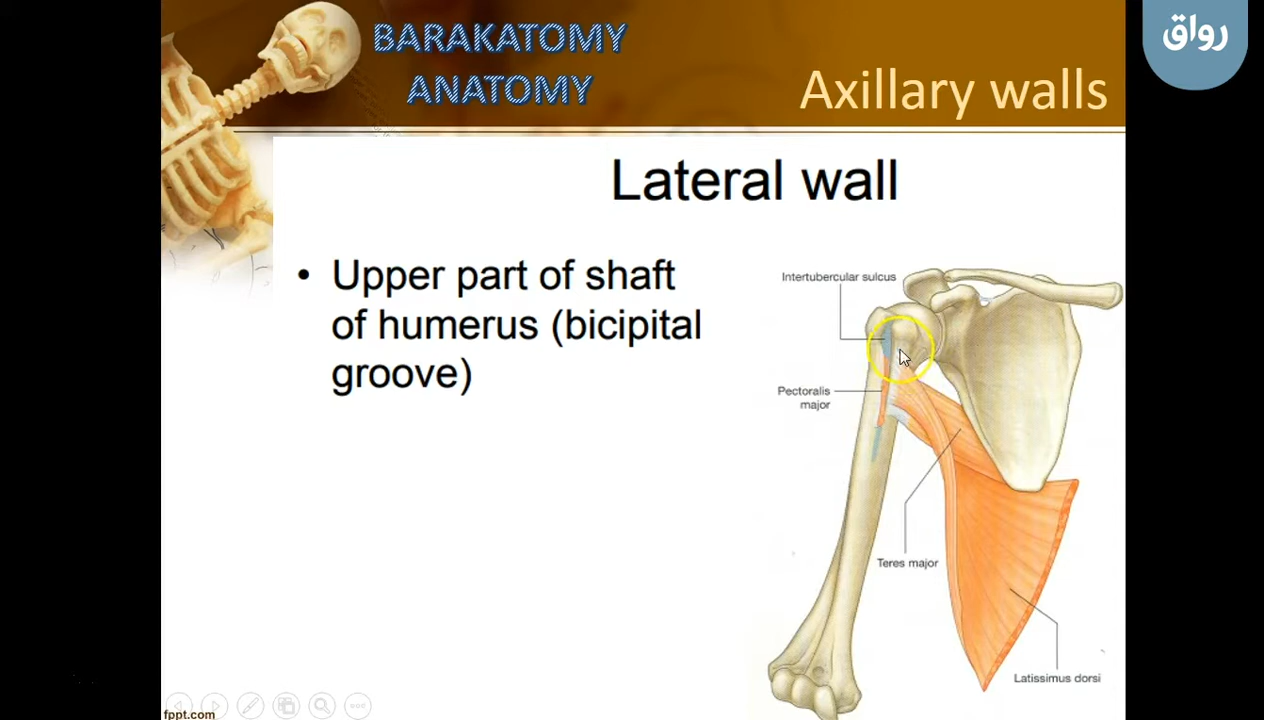 BARAKATOMY
ANATOMY
رواق
Axillary walls
Lateral wall
• Upper part of shaft
of humerus (bicipital
groove)
Intertubercular sulcus
Pectoralis
major
Teres major
Latissimus dorsi
fppt.com